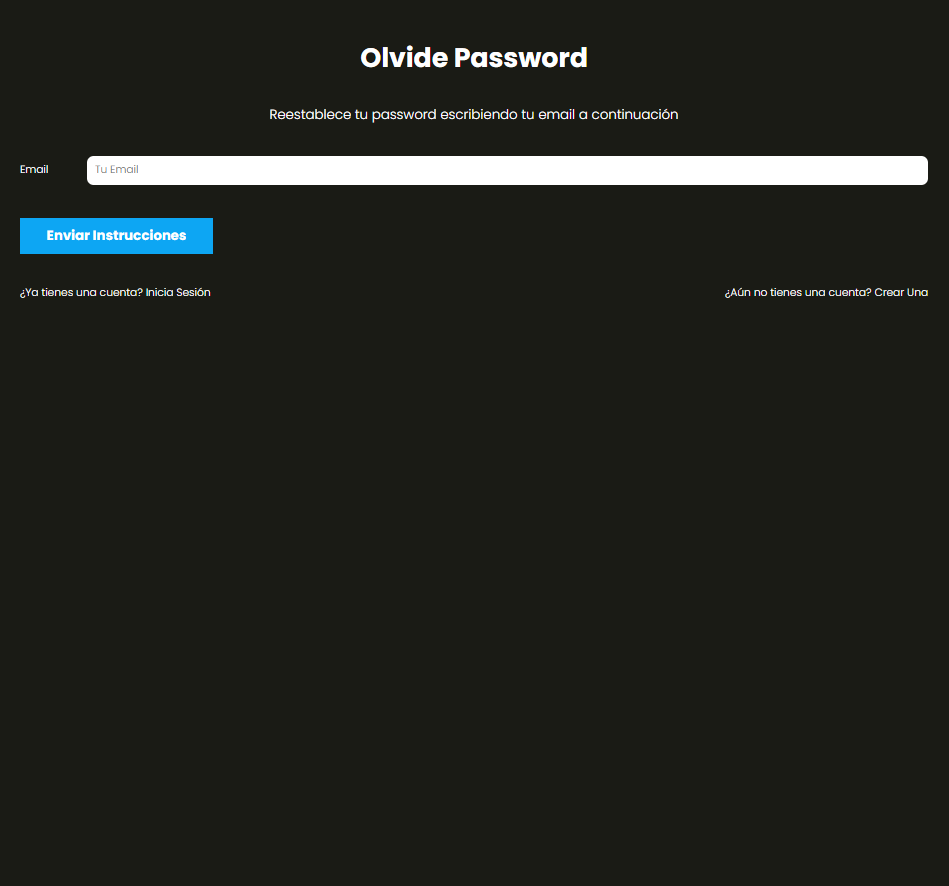 Olvide Password
Reestablece tu password escribiendo tu email a continuación
Email
Tu Email
Enviar Instrucciones
¿Ya tienes una cuenta? Inicia Sesión
¿Aún no tienes una cuenta? Crear Una